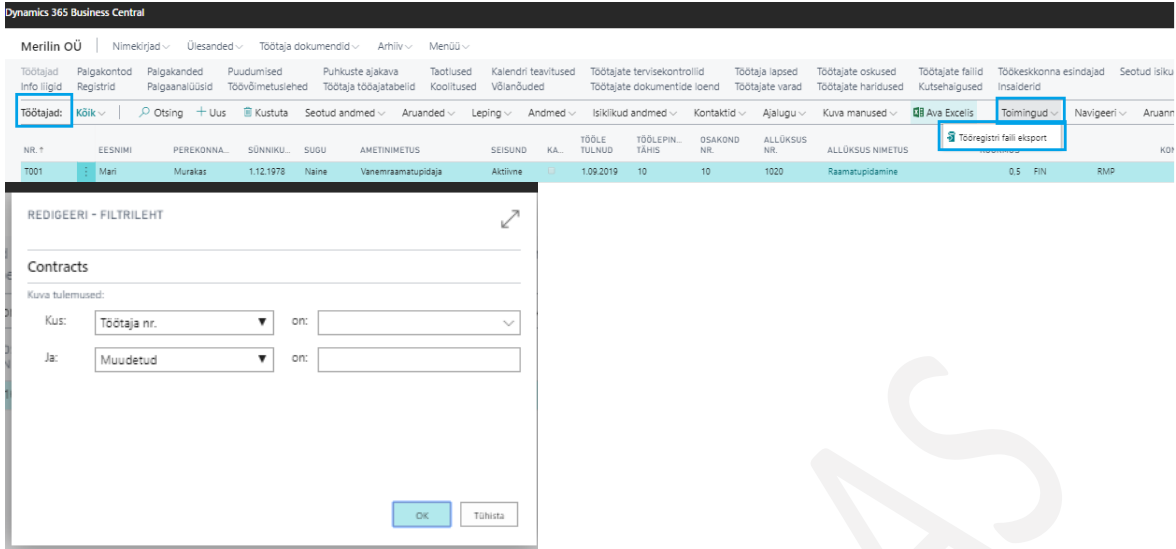 Dynamics 365 Business Central
Merilin OÜ Nimekirjad Ülesanded Töötaja dokumendid Arhiiv Menüü
Töötajad Palgakontod Palgakanded Puudumised Puhkuste ajakava Taotlused Kalendri teavitused Töötajate tervisekontrollid Töötaja lapsed Töötajate oskused Töötajate failid Töökeskkonna esindajad Seotud isiku
Info liigid Registrid Palgaanalüüsid Töövõimetuslehed Töötaja tööajatabelid Koolitused Võlanõuded Töötajate dokumentide loend Töötajate varad Töötajate haridused Kutsehaigused Insaiderid
Töötajad: Kõik Otsing + Uus Kustuta Seotud andmed Aruanded Leping Andmed Isiklikud andmed Kontaktid Ajalugu Kuva manused Ava Excelis Toimingud Navigeeri Aruann
Tööregistri faili eksport
NR. ↑ EESNIMI PEREKONNA... SÜNNIKU... SUGU AMETINIMETUS SEISUND KA... TÖÖLE TULNUD TÖÖLEPIN... TÄHIS OSAKOND NR. ALLÜKSUS NR. ALLÜKSUS NIMETUS KO
T001 Mari Murakas 1.12.1978 Naine Vanemraamatupidaja Aktiivne 1.09.2019 10 10 1020 Raamatupidamine 0,5 FIN RMP
REDIGEERI - FILTRILEHT
Contracts
Kuva tulemused:
Kus: Töötaja nr. on:
Ja: Muudetud on:
OK Tühista
AS